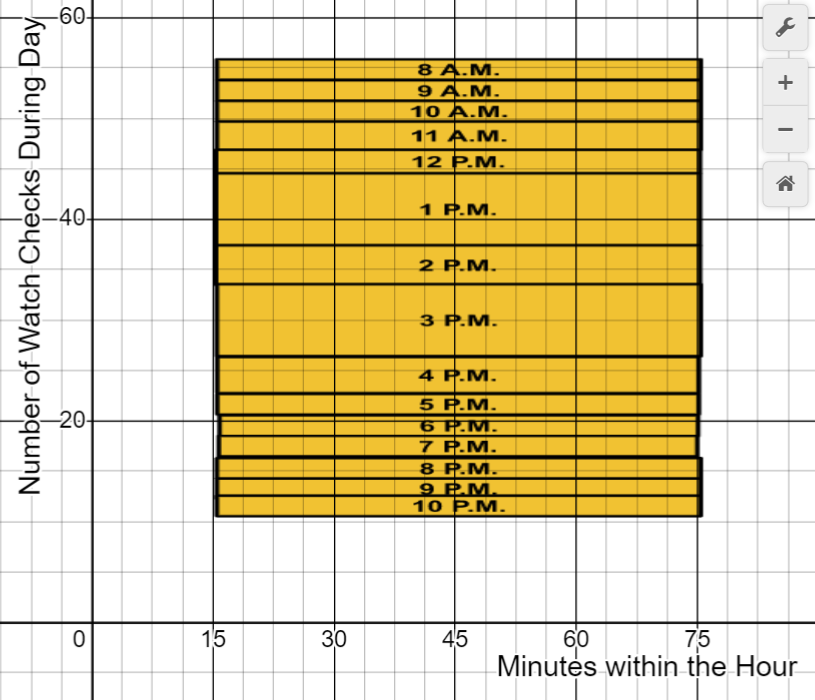 Number of Watch Checks During Day
60
40
20
8 A.M.
9 A.M.
10 A.M.
11 A.M.
12 P.M.
1 P.M.
2 P.M.
3 P.M.
4 P.M.
5 P.M.
6 P.M.
7 P.M.
8 P.M.
9 P.M.
10 P.M.
0 15 30 45 60 75
Minutes within the Hour
+
−